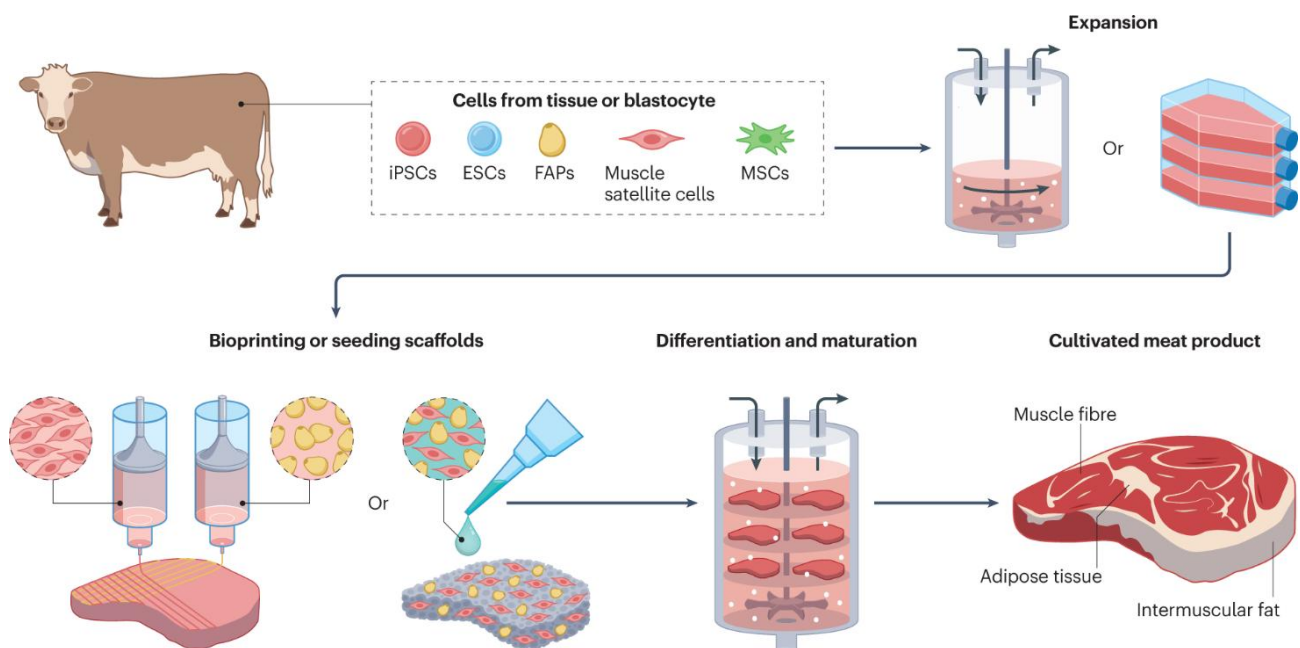 Expansion
Cells from tissue or blastocyte
iPSCs
ESCs
FAPs
Muscle
satellite cells
MSCs
Or
Bioprinting or seeding scaffolds
Differentiation and maturation
Cultivated meat product
Or
Muscle fibre
Adipose tissue
Intermuscular fat